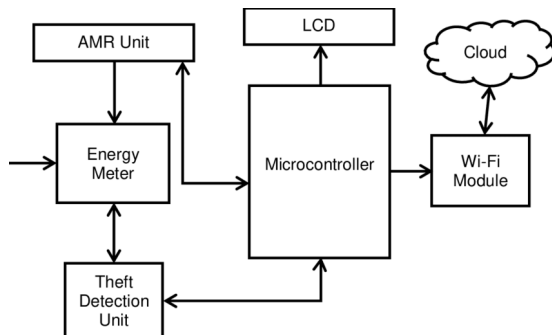 AMR Unit
LCD
Cloud
Energy
Meter
Microcontroller
Wi-Fi
Module
Theft
Detection
Unit